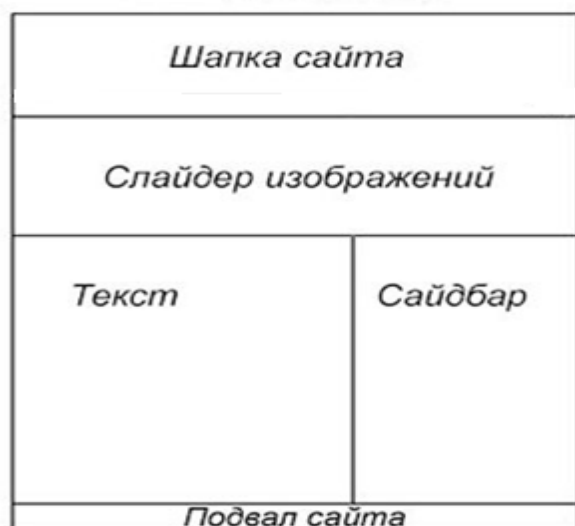 Шапка сайта
Слайдер изображений
Текст
Сайдбар
Подвал сайта